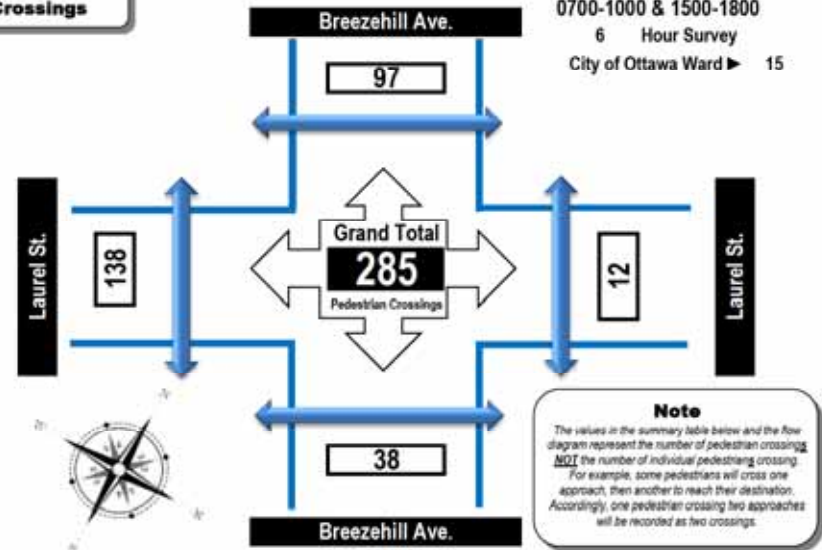 Crossings
Breezehill Ave.
0700-1000 & 1500-1800
6 Hour Survey
City of Ottawa Ward ► 15
97
Laurel St.
138
Grand Total
285
Pedestrian Crossings
12
Laurel St.
38
Breezehill Ave.
Note
The values in the summary table below and the flow
diagram represent the number of pedestrian crossings
NOT the number of individual pedestrians crossing.
For example, some pedestrians will cross one
approach, then another to reach their destination.
Accordingly, one pedestrian crossing two approaches
will be recorded as two crossings.